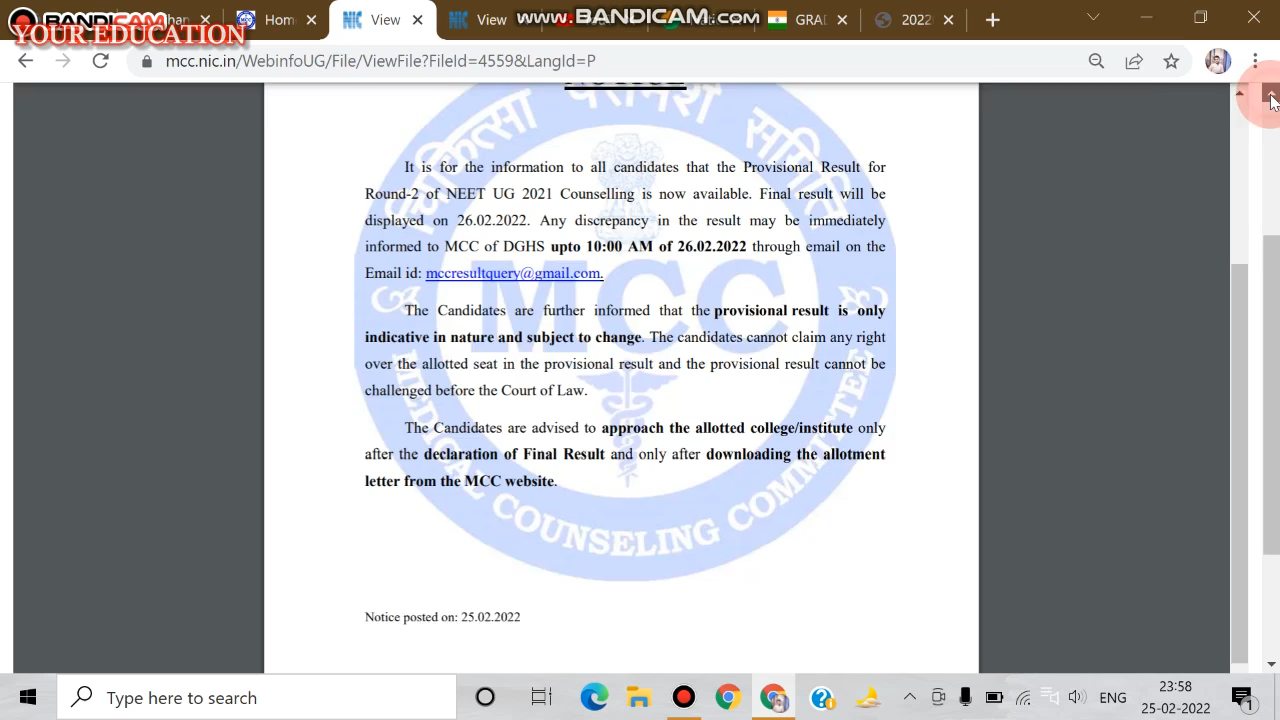 BANDICAM
YOUR EDUCATION
Hom
View
View
www.BANDICAM.com
GRAI
2022
mcc.nic.in/WebinfoUG/File/ViewFile?FileId=4559&LangId=P
चिकित्सा परामर्श समिति
It is for the information to all candidates that the Provisional Result for
Round-2 of NEET UG 2021 Counselling is now available. Final result will be
displayed on 26.02.2022. Any discrepancy in the result may be immediately
informed to MCC of DGHS upto 10:00 AM of 26.02.2022 through email on the
Email id: mccresultquery@gmail.com.
MCC
The Candidates are further informed that the provisional result is only
indicative in nature and subject to change. The candidates cannot claim any right
over the allotted seat in the provisional result and the provisional result cannot be
challenged before the Court of Law.
The Candidates are advised to approach the allotted college/institute only
after the declaration of Final Result and only after downloading the allotment
letter from the MCC website.
MEDICAL COUNSELING COMMITTEE
Notice posted on: 25.02.2022
Type here to search
ENG
23:58
25-02-2022
1